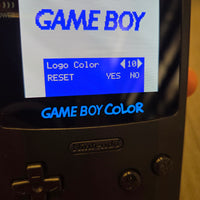 GAME BOY
Logo Color ◀10▶
RESET YES NO
GAME BOY COLOR
Nintendo